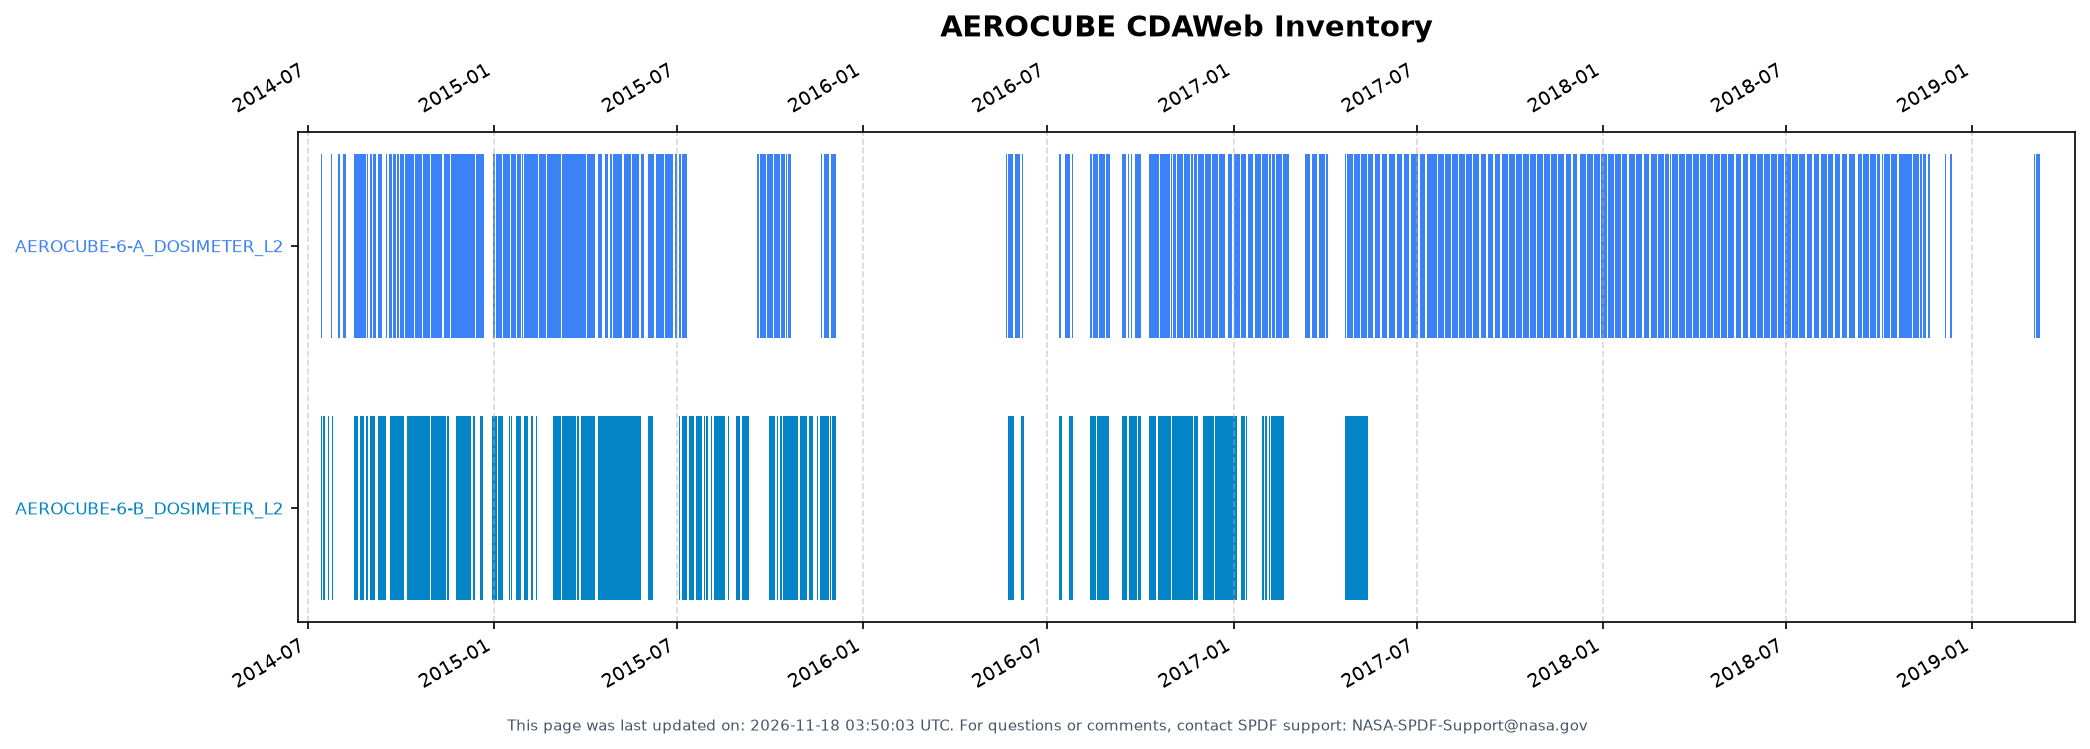 AEROCUBE CDAWeb Inventory
2014-07 2015-01 2015-07 2016-01 2016-07 2017-01 2017-07 2018-01 2018-07 2019-01
AEROCUBE-6-A_DOSIMETER_L2
AEROCUBE-6-B_DOSIMETER_L2
2014-07 2015-01 2015-07 2016-01 2016-07 2017-01 2017-07 2018-01 2018-07 2019-01
This page was last updated on: 2026-11-18 03:50:03 UTC. For questions or comments, contact SPDF support: NASA-SPDF-Support@nasa.gov